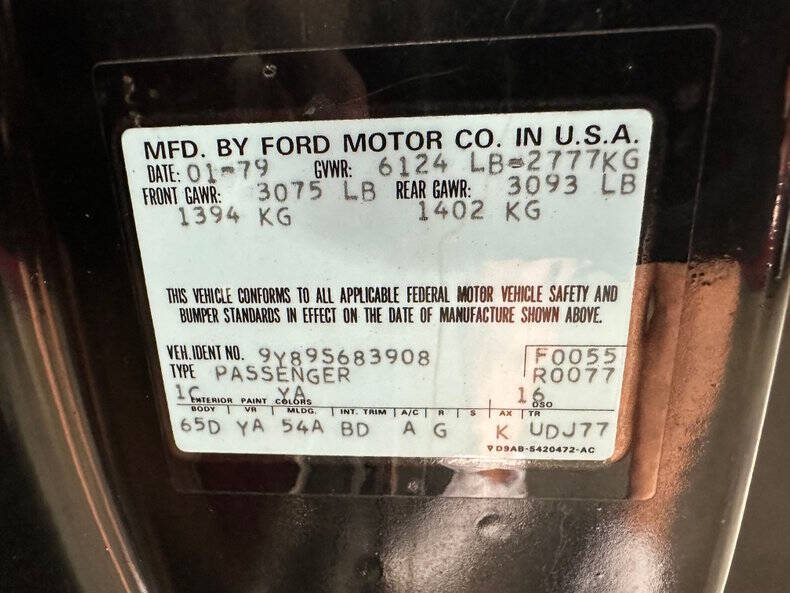 MFD. BY FORD MOTOR CO. IN U.S.A.
DATE: 01-79 GVWR: 6124 LB=2777KG
FRONT GAWR: 3075 LB REAR GAWR: 3093 LB
1394 KG 1402 KG
THIS VEHICLE CONFORMS TO ALL APPLICABLE FEDERAL MOTOR VEHICLE SAFETY AND
BUMPER STANDARDS IN EFFECT ON THE DATE OF MANUFACTURE SHOWN ABOVE.
VEH. IDENT NO. 9Y89S683908 F0055
TYPE PASSENGER R0077
1C YA 16
EXTERIOR PAINT COLORS DSO
BODY VR MLDG. INT. TRIM A/C R S AX TR
65D YA 54A BD A G K UDJ77
▽ D9AB-5420472-AC